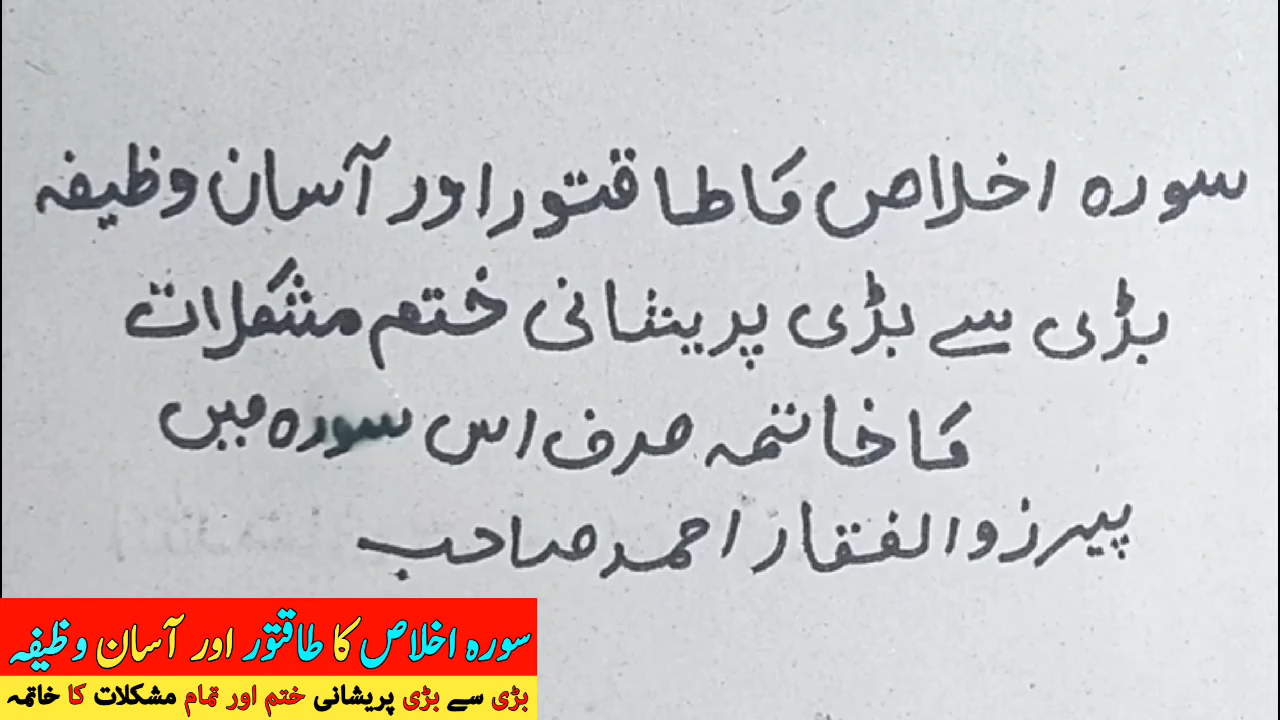 سورہ اخلاص کا طاقتور اور آسان وظیفہ
بڑی سے بڑی پریشانی ختم مشکلات
کا خاتمہ صرف اس سورہ میں
پیر ذوالفقار احمد صاحب
سورہ اخلاص کا طاقتور اور آسان وظیفہ
بڑی سے بڑی پریشانی ختم اور تمام مشکلات کا خاتمہ